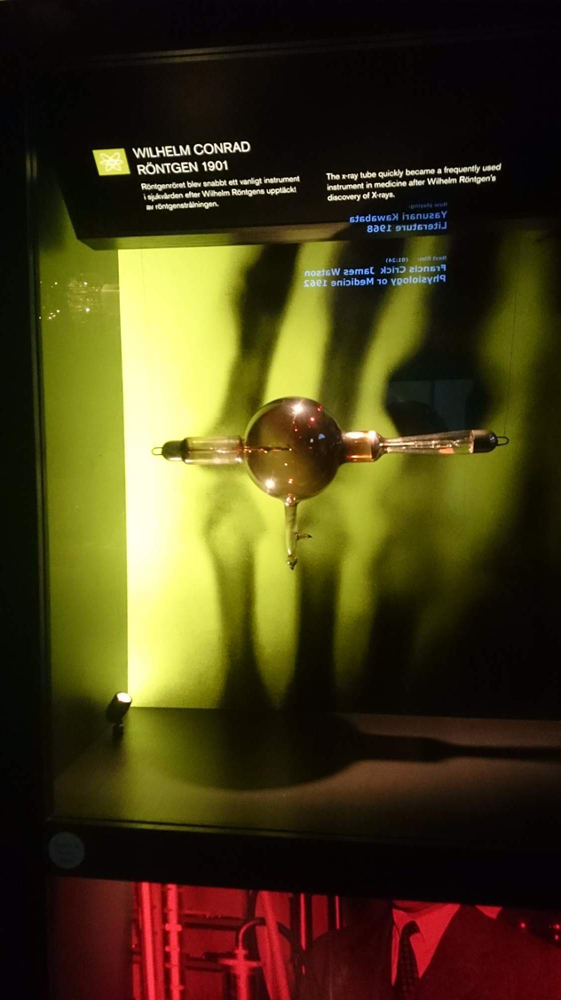 WILHELM CONRAD
RÖNTGEN 1901
Röntgenröret blev snabbt ett vanligt instrument
i sjukvården efter Wilhelm Röntgens upptäckt
av röntgenstrålningen.
The x-ray tube quickly became a frequently used
instrument in medicine after Wilhelm Röntgen's
discovery of X-rays.
Now playing:
Yasunari Kawabata
Literature 1968
Next film: (01:24)
Francis Crick James Watson
Physiology or Medicine 1962